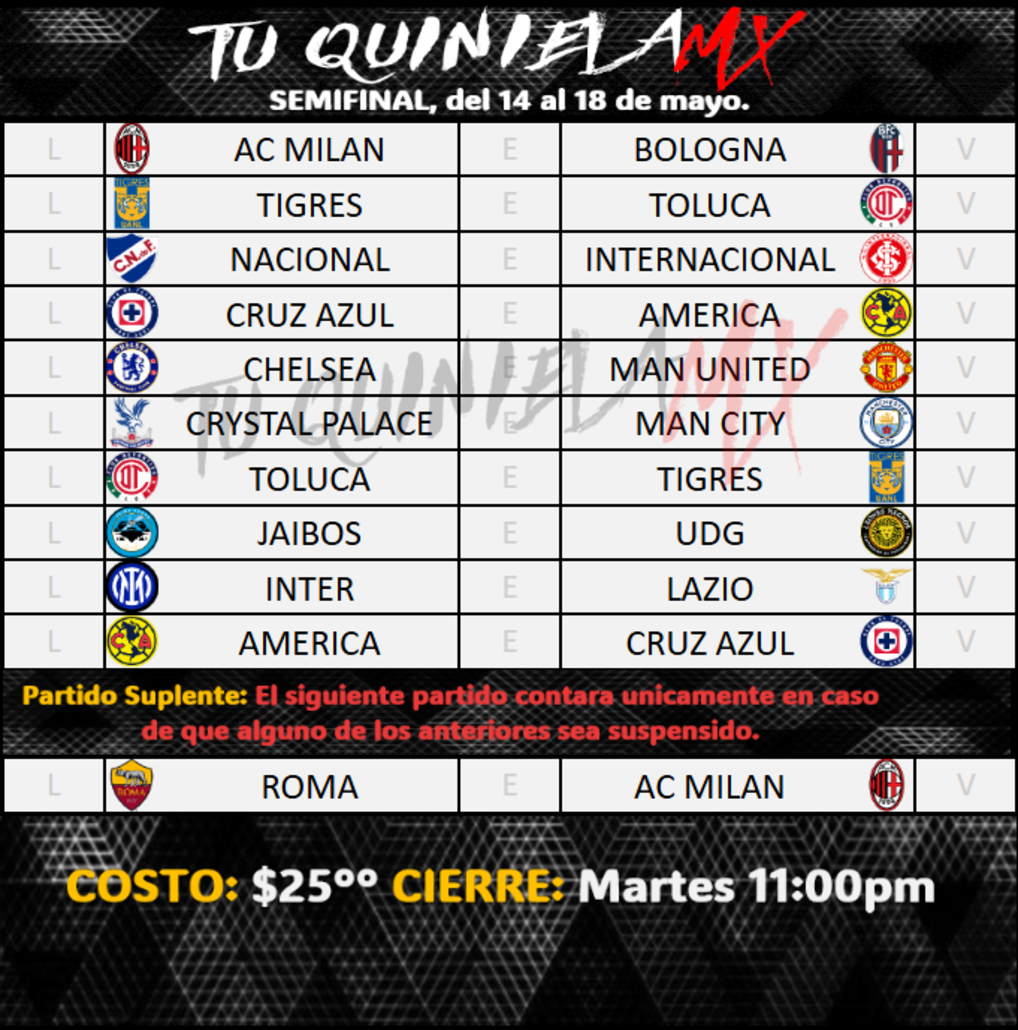 TU QUINIELAMX
SEMIFINAL, del 14 al 18 de mayo.
L AC MILAN E BOLOGNA V
L TIGRES E TOLUCA V
L NACIONAL E INTERNACIONAL V
L CRUZ AZUL E AMERICA V
L CHELSEA E MAN UNITED V
L CRYSTAL PALACE E MAN CITY V
TU QUINIELAMX
L TOLUCA E TIGRES V
L JAIBOS E UDG V
L INTER E LAZIO V
L AMERICA E CRUZ AZUL V
Partido Suplente: El siguiente partido contara unicamente en caso
de que alguno de los anteriores sea suspensido.
L ROMA E AC MILAN V
COSTO: $25°° CIERRE: Martes 11:00pm